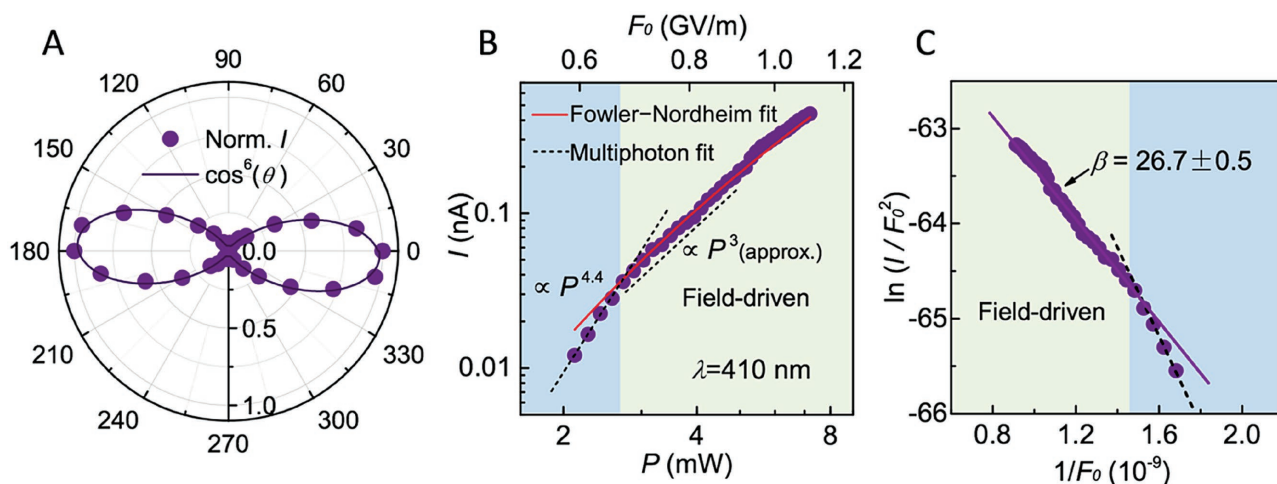 A
90
120
60
150
30
180
0
210
330
240
300
270
Norm. I
cos⁶(θ)
0.0
0.5
1.0
B
F₀ (GV/m)
0.6
0.8
1.0
1.2
Fowler–Nordheim fit
Multiphoton fit
I (nA)
0.1
0.01
∝ P⁴·⁴
∝ P³(approx.)
Field-driven
λ=410 nm
2
4
8
P (mW)
C
ln (I / F₀²)
-63
-64
-65
-66
β = 26.7±0.5
Field-driven
0.8
1.2
1.6
2.0
1/F₀ (10⁻⁹)